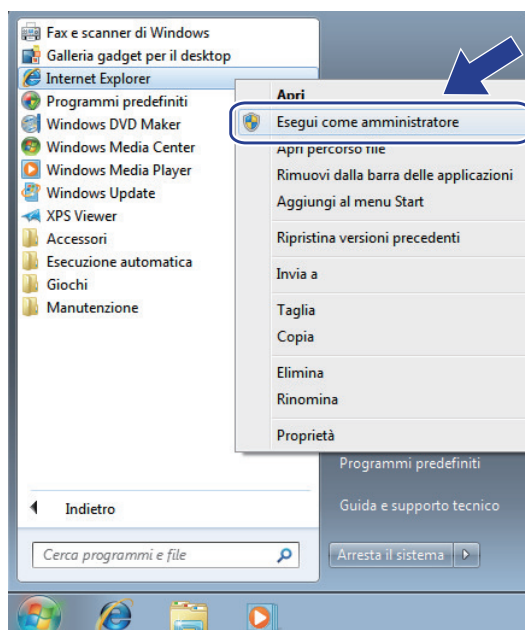 Fax e scanner di Windows
Galleria gadget per il desktop
Internet Explorer
Programmi predefiniti
Windows DVD Maker
Windows Media Center
Windows Media Player
Windows Update
XPS Viewer
Accessori
Esecuzione automatica
Giochi
Manutenzione
Apri
Esegui come amministratore
Apri percorso file
Rimuovi dalla barra delle applicazioni
Aggiungi al menu Start
Ripristina versioni precedenti
Invia a
Taglia
Copia
Elimina
Rinomina
Proprietà
Programmi predefiniti
Guida e supporto tecnico
Indietro
Cerca programmi e file
Arresta il sistema